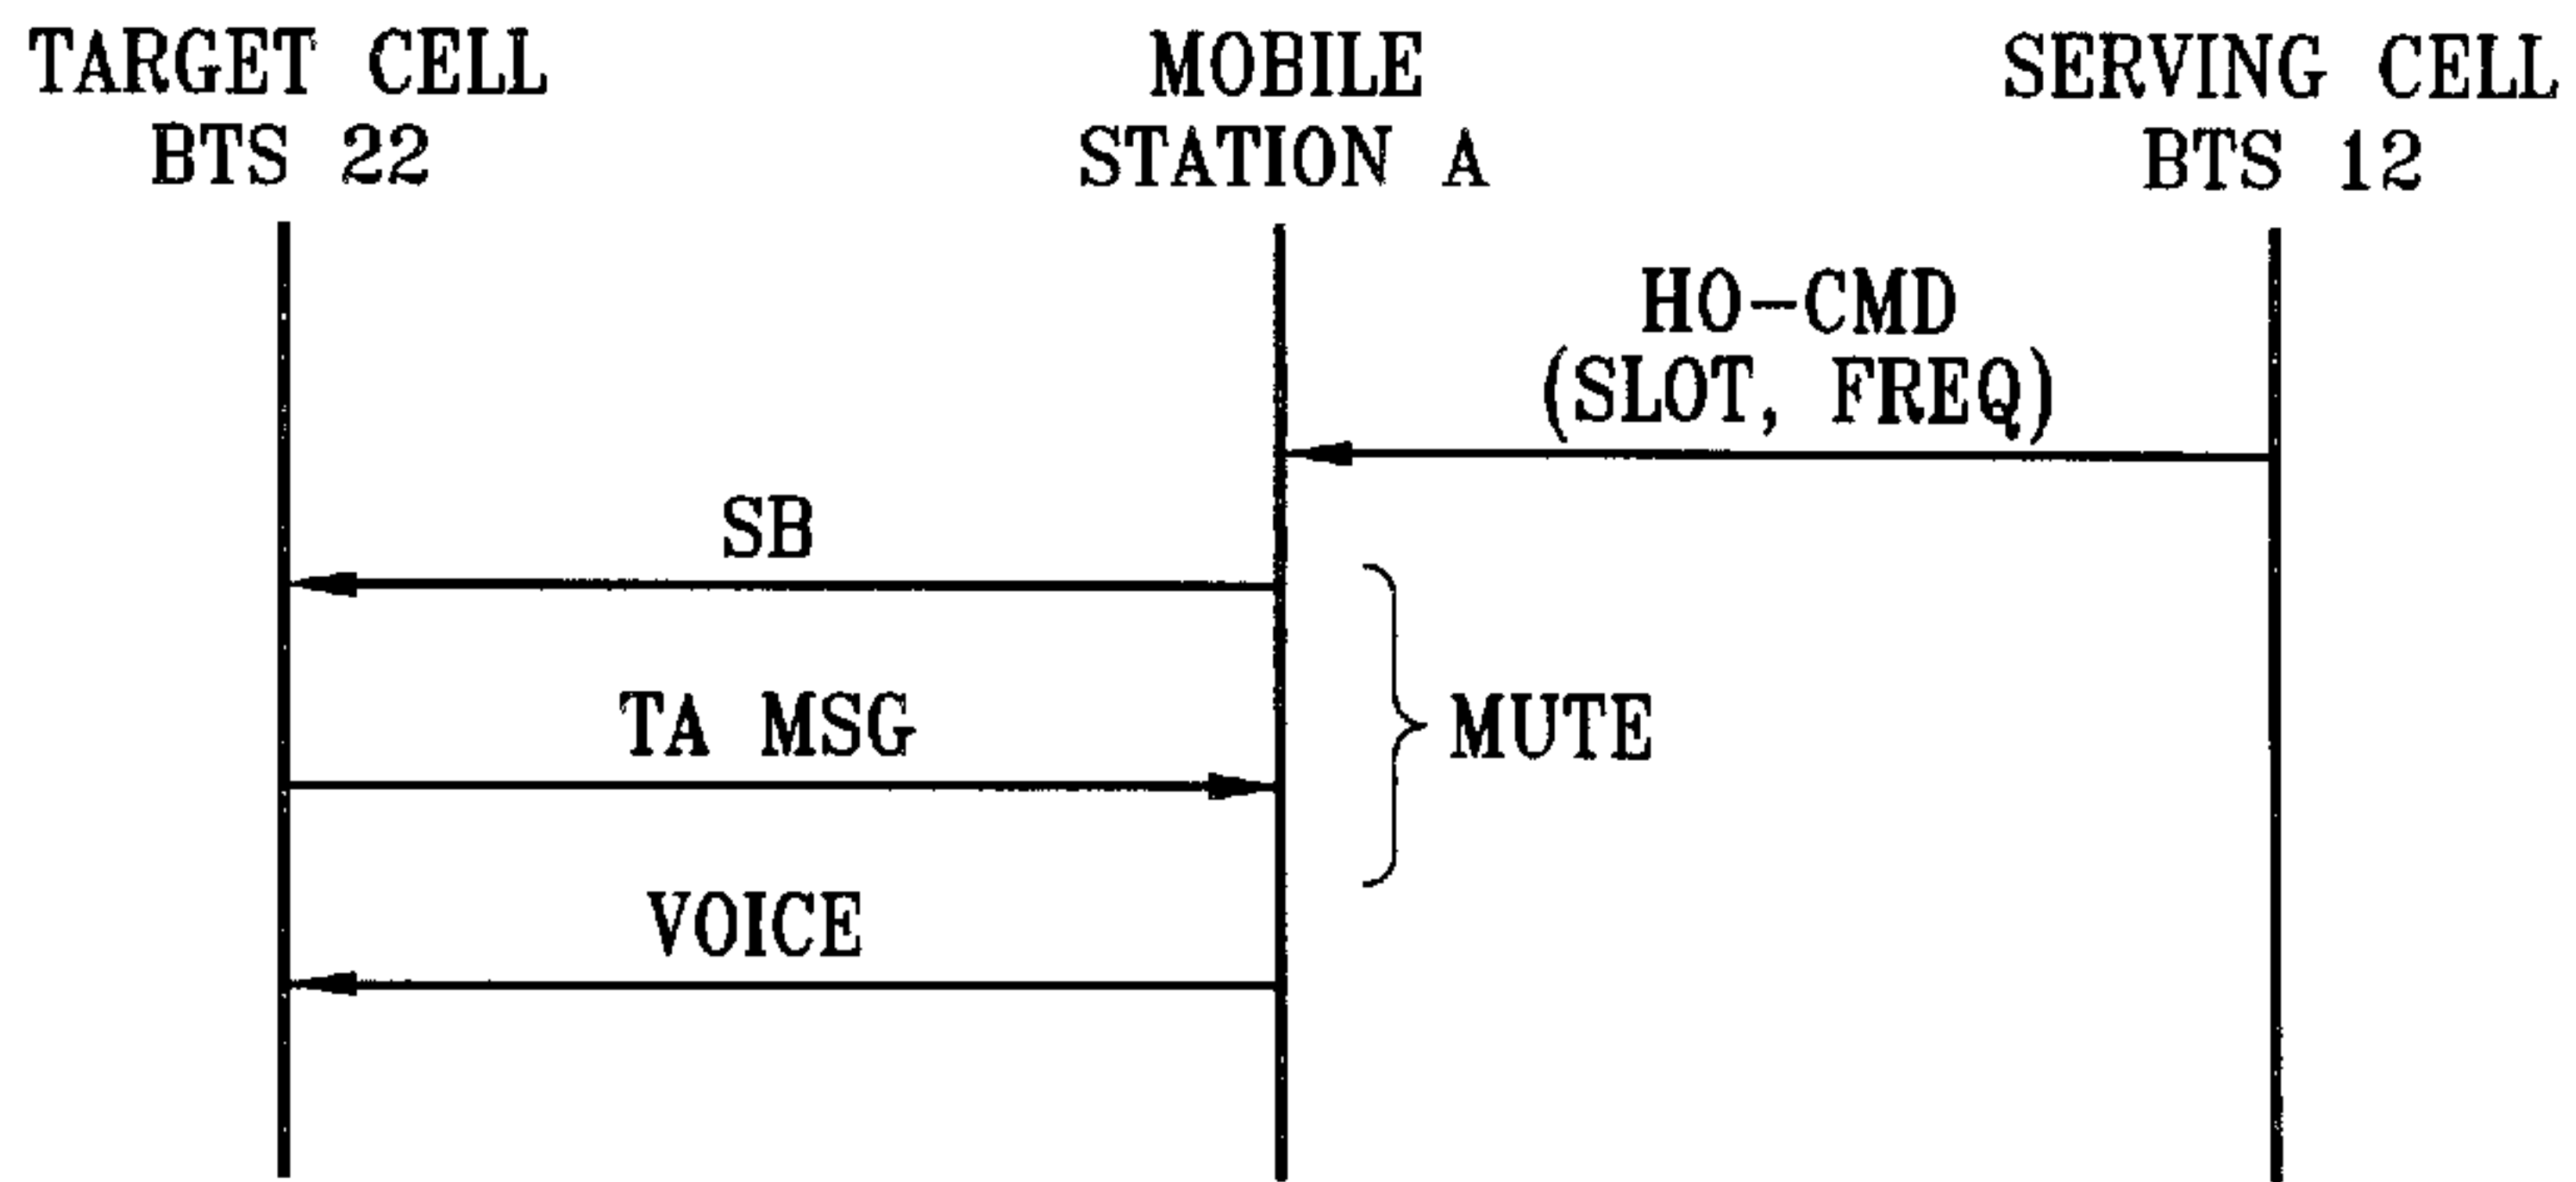 TARGET CELL
BTS 22
MOBILE
STATION A
SERVING CELL
BTS 12
HO-CMD
(SLOT, FREQ)
SB
TA MSG
MUTE
VOICE